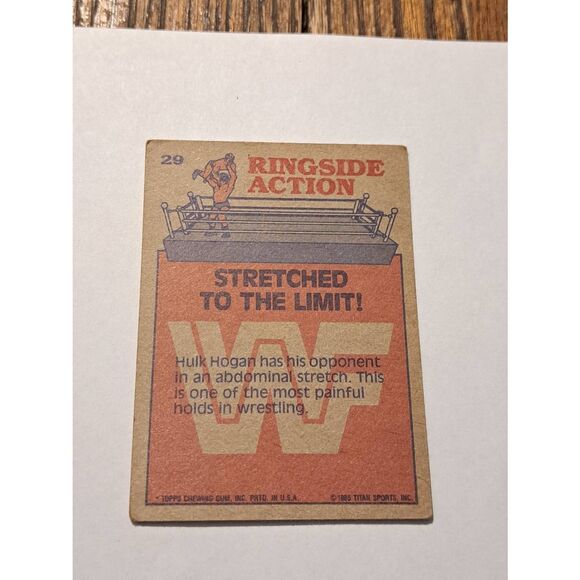 29
RINGSIDE
ACTION
STRETCHED
TO THE LIMIT!
WF
Hulk Hogan has his opponent
in an abdominal stretch. This
is one of the most painful
holds in wrestling.
* TOPPS CHEWING GUM, INC. PRTD. IN U.S.A.
© 1985 TITAN SPORTS, INC.